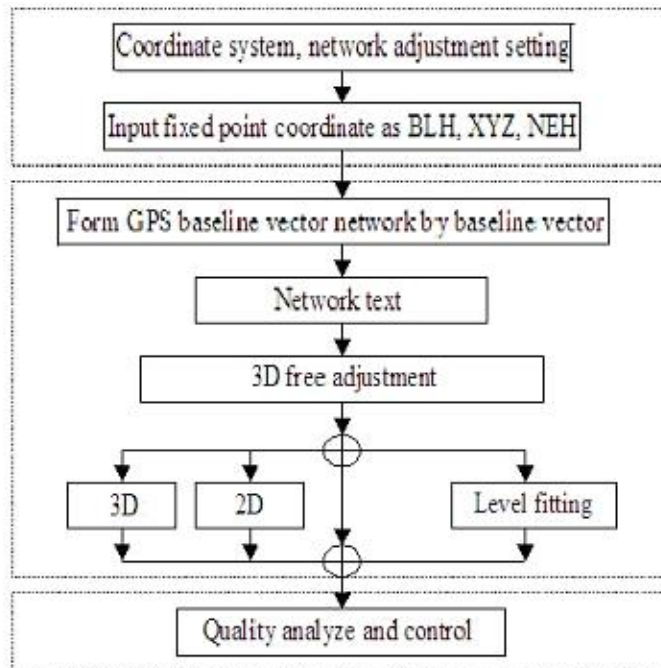 Coordinate system, network adjustment setting
Input fixed point coordinate as BLH, XYZ, NEH
Form GPS baseline vector network by baseline vector
Network text
3D free adjustment
3D
2D
Level fitting
Quality analyze and control